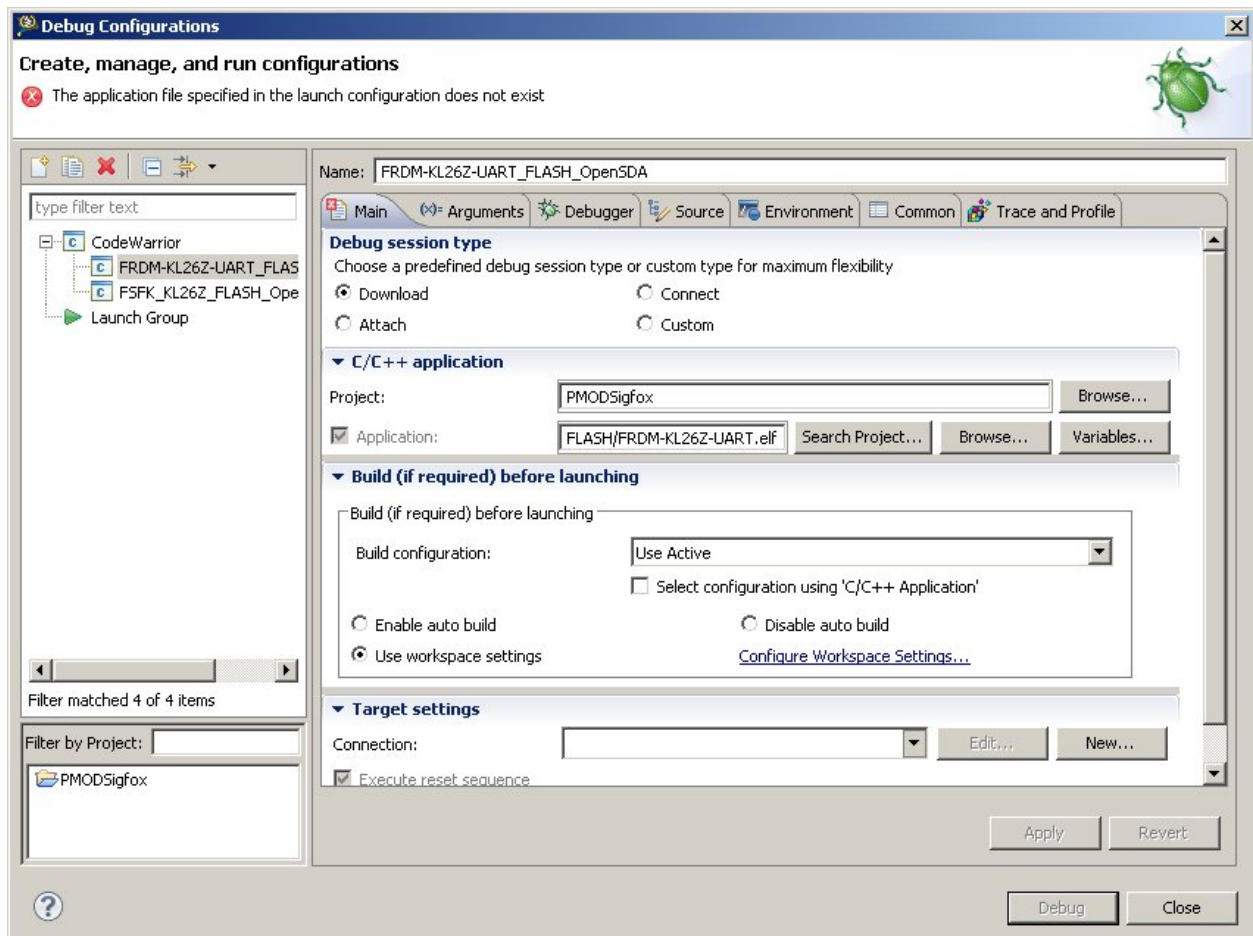 Debug Configurations
Create, manage, and run configurations
The application file specified in the launch configuration does not exist
type filter text
CodeWarrior
FRDM-KL26Z-UART_FLAS
FSFK_KL26Z_FLASH_Ope
Launch Group
Filter matched 4 of 4 items
Filter by Project:
PMODSigfox
Name: FRDM-KL26Z-UART_FLASH_OpenSDA
Main (x)= Arguments Debugger Source Environment Common Trace and Profile
Debug session type
Choose a predefined debug session type or custom type for maximum flexibility
Download Connect
Attach Custom
C/C++ application
Project: PMODSigfox Browse...
Application: FLASH/FRDM-KL26Z-UART.elf Search Project... Browse... Variables...
Build (if required) before launching
Build (if required) before launching
Build configuration: Use Active
Select configuration using 'C/C++ Application'
Enable auto build Disable auto build
Use workspace settings Configure Workspace Settings...
Target settings
Connection: Edit... New...
Execute reset sequence
Apply Revert
Debug Close